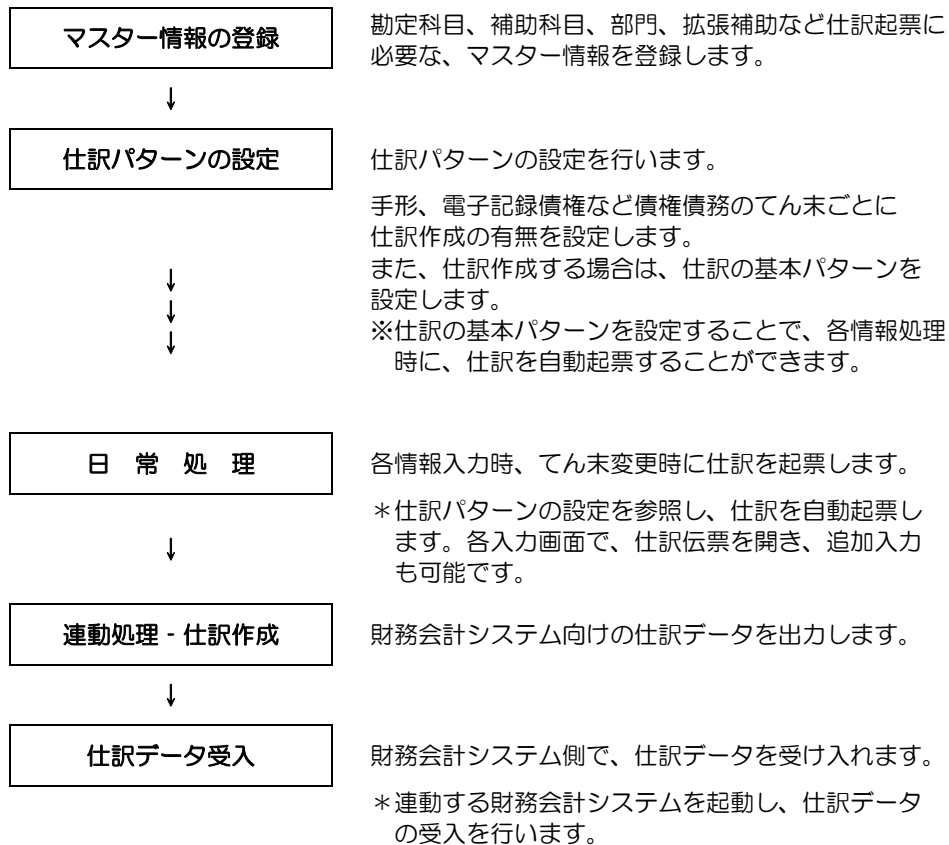 マスター情報の登録
勘定科目、補助科目、部門、拡張補助など仕訳起票に
必要な、マスター情報を登録します。
↓
仕訳パターンの設定
仕訳パターンの設定を行います。
手形、電子記録債権など債権債務のてん末ごとに
仕訳作成の有無を設定します。
また、仕訳作成する場合は、仕訳の基本パターンを
設定します。
※仕訳の基本パターンを設定することで、各情報処理
時に、仕訳を自動起票することができます。
↓
↓
↓
日 常 処 理
各情報入力時、てん末変更時に仕訳を起票します。
＊仕訳パターンの設定を参照し、仕訳を自動起票し
ます。各入力画面で、仕訳伝票を開き、追加入力
も可能です。
↓
連動処理‐仕訳作成
財務会計システム向けの仕訳データを出力します。
↓
仕訳データ受入
財務会計システム側で、仕訳データを受け入れます。
＊連動する財務会計システムを起動し、仕訳データ
の受入を行います。